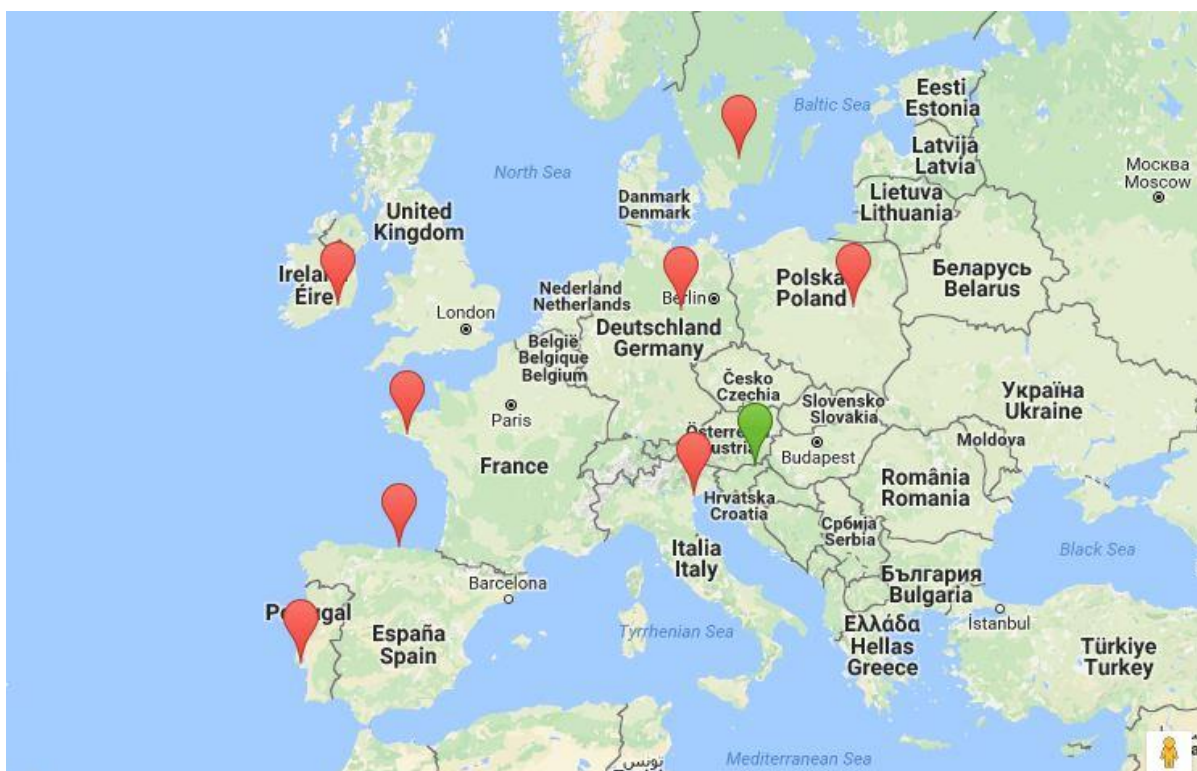 Eesti
Estonia
Baltic Sea
Latvija
Latvia
Москва
Moscow
North Sea
Danmark
Denmark
Lietuva
Lithuania
United
Kingdom
Беларусь
Belarus
Polska
Poland
Éire
Nederland
Netherlands
Berlin
London
Deutschland
Germany
België
Belgique
Belgium
Česko
Czechia
Slovensko
Slovakia
Україна
Ukraine
Paris
Moldova
Budapest
France
România
Romania
Hrvatska
Croatia
Србија
Serbia
Italia
Italy
Black Sea
България
Bulgaria
Barcelona
İstanbul
España
Spain
Tyrrhenian Sea
Ελλάδα
Hellas
Greece
Türkiye
Turkey
تونس
Mediterranean Sea